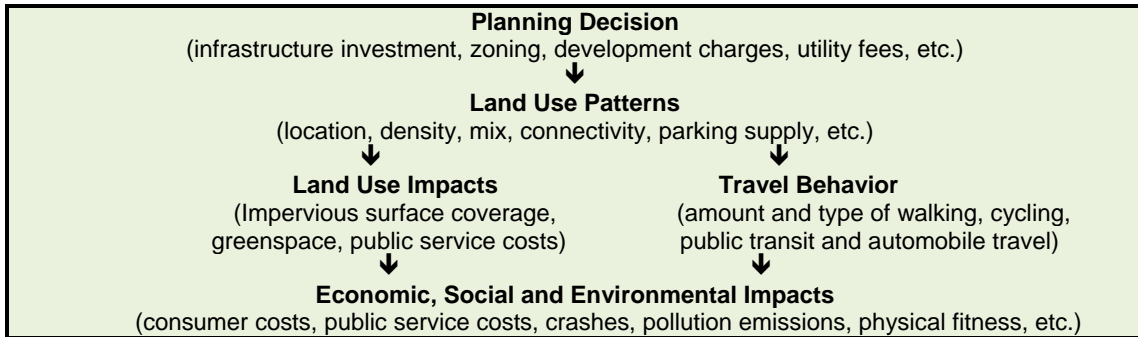 Planning Decision
(infrastructure investment, zoning, development charges, utility fees, etc.)
Land Use Patterns
(location, density, mix, connectivity, parking supply, etc.)
Land Use Impacts
(Impervious surface coverage,
greenspace, public service costs)
Travel Behavior
(amount and type of walking, cycling,
public transit and automobile travel)
Economic, Social and Environmental Impacts
(consumer costs, public service costs, crashes, pollution emissions, physical fitness, etc.)